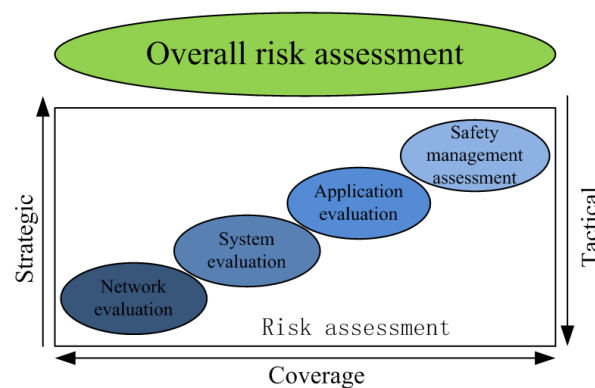 Overall risk assessment
Safety
management
assessment
Application
evaluation
System
evaluation
Network
evaluation
Risk assessment
Strategic
Tactical
Coverage